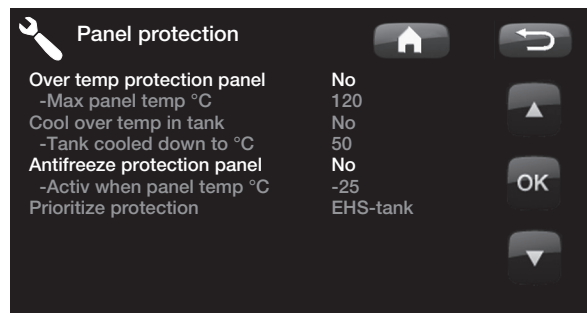 Panel protection
Over temp protection panel No
-Max panel temp °C 120
Cool over temp in tank No
-Tank cooled down to °C 50
Antifreeze protection panel No
-Activ when panel temp °C -25
Prioritize protection EHS-tank
OK